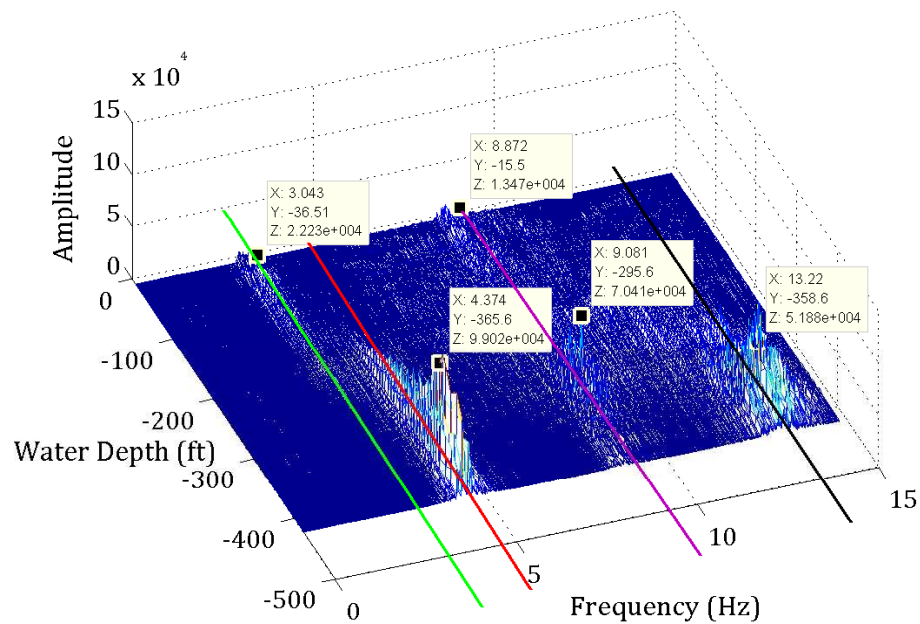 x 10 4
15
10
5
0
Amplitude
X: 8.872
Y: -15.5
Z: 1.347e+004
X: 3.043
Y: -36.51
Z: 2.223e+004
X: 9.081
Y: -295.6
Z: 7.041e+004
X: 13.22
Y: -358.6
Z: 5.188e+004
X: 4.374
Y: -365.6
Z: 9.902e+004
0
-100
-200
-300
-400
-500
Water Depth (ft)
0
5
10
15
Frequency (Hz)